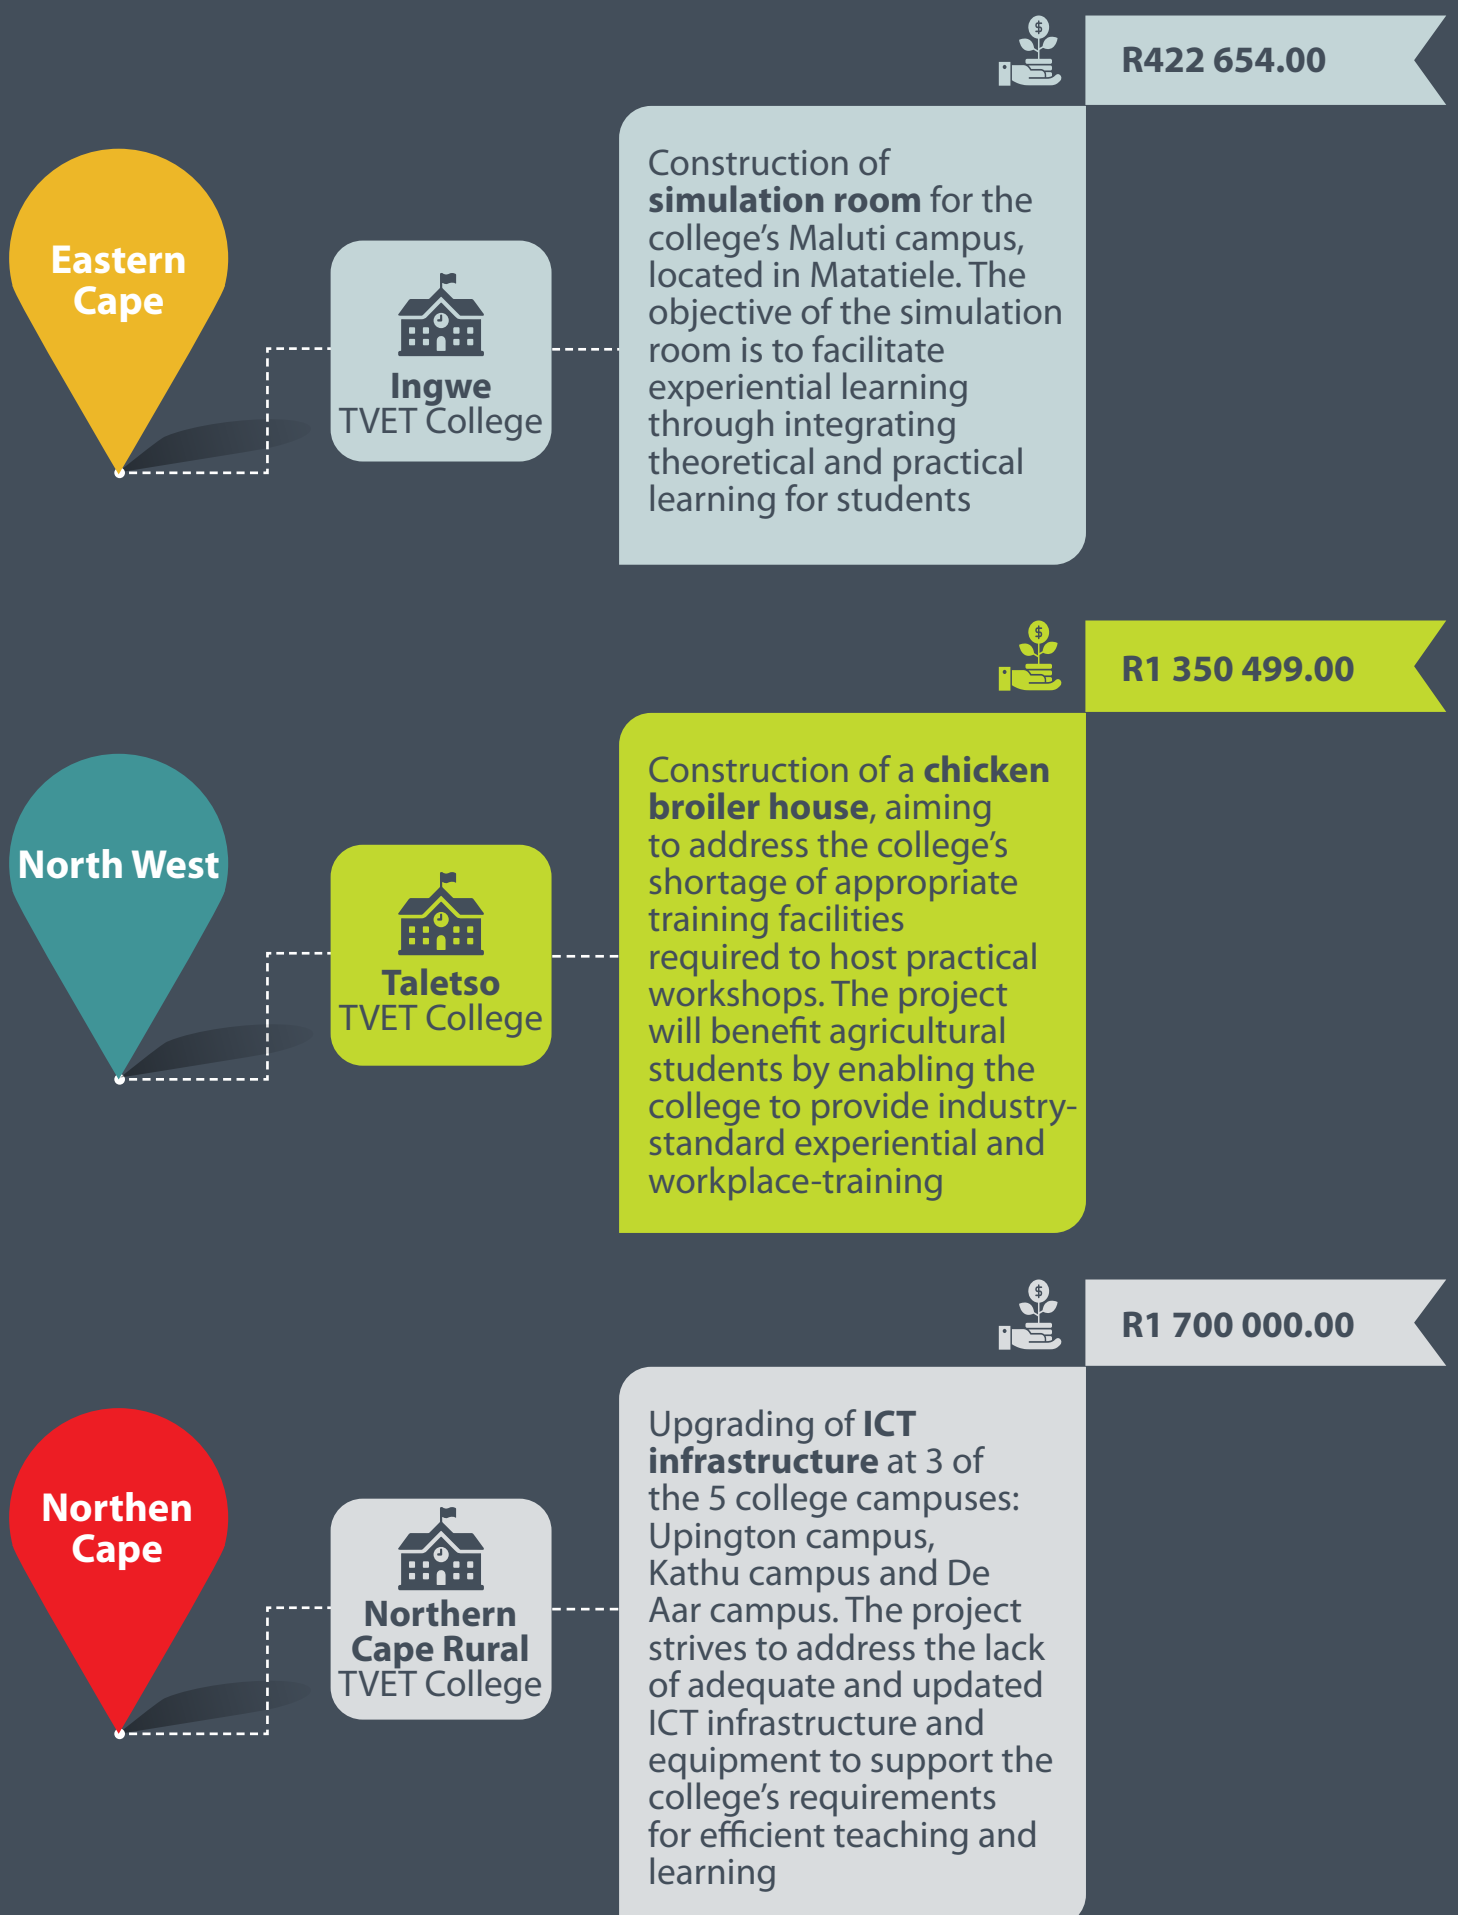 R422 654.00
Eastern
Cape
Ingwe
TVET College
Construction of
simulation room for the
college's Maluti campus,
located in Matatiele. The
objective of the simulation
room is to facilitate
experiential learning
through integrating
theoretical and practical
learning for students
R1 350 499.00
North West
Taletso
TVET College
Construction of a chicken
broiler house, aiming
to address the college's
shortage of appropriate
training facilities
required to host practical
workshops. The project
will benefit agricultural
students by enabling the
college to provide industry-
standard experiential and
workplace-training
R1 700 000.00
Northen
Cape
Northern
Cape Rural
TVET College
Upgrading of ICT
infrastructure at 3 of
the 5 college campuses:
Upington campus,
Kathu campus and De
Aar campus. The project
strives to address the lack
of adequate and updated
ICT infrastructure and
equipment to support the
college's requirements
for efficient teaching and
learning